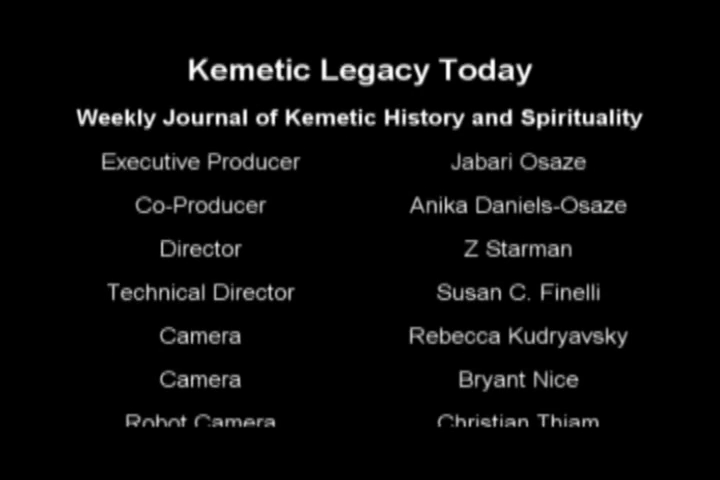 Kemetic Legacy Today
Weekly Journal of Kemetic History and Spirituality
Executive Producer Jabari Osaze
Co-Producer Anika Daniels-Osaze
Director Z Starman
Technical Director Susan C. Finelli
Camera Rebecca Kudryavsky
Camera Bryant Nice
Robot Camera Christian Thiam